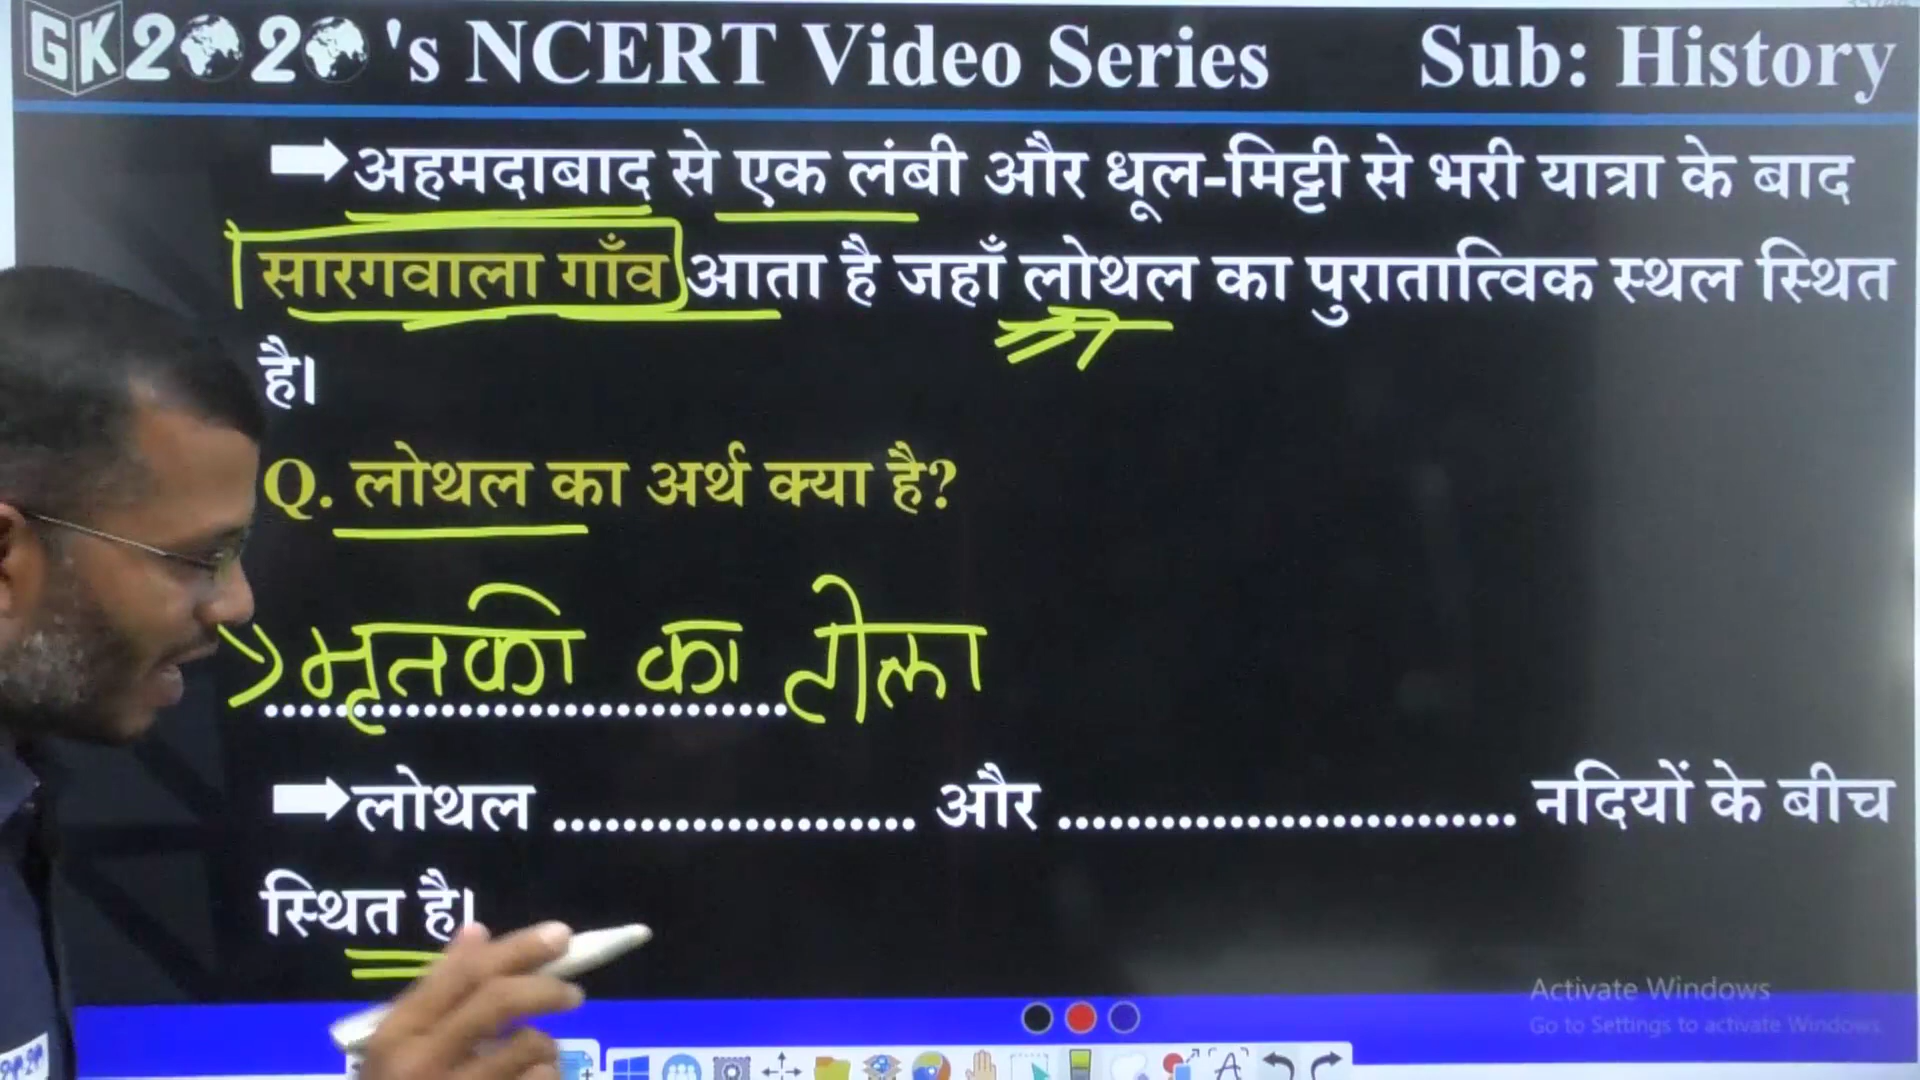 GK2020's NCERT Video Series Sub: History
➡अहमदाबाद से एक लंबी और धूल-मिट्टी से भरी यात्रा के बाद
सारगवाला गाँव आता है जहाँ लोथल का पुरातात्विक स्थल स्थित
है।
Q. लोथल का अर्थ क्या है?
मृतकों का टीला
➡लोथल ..................... और ........................... नदियों के बीच
स्थित है।
Activate Windows
Go to Settings to activate Windows.